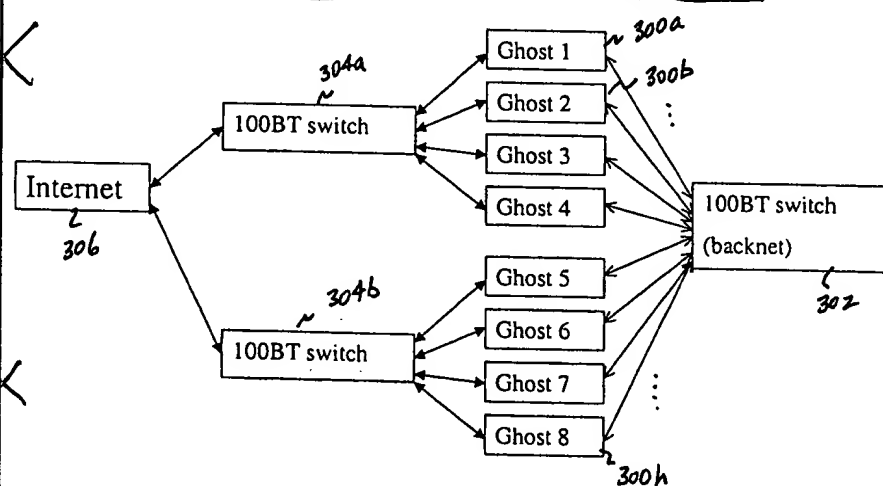 Ghost 1
300a
304a
300b
Ghost 2
100BT switch
Ghost 3
Internet
Ghost 4
100BT switch
(backnet)
306
302
304b
Ghost 5
Ghost 6
100BT switch
Ghost 7
Ghost 8
300h